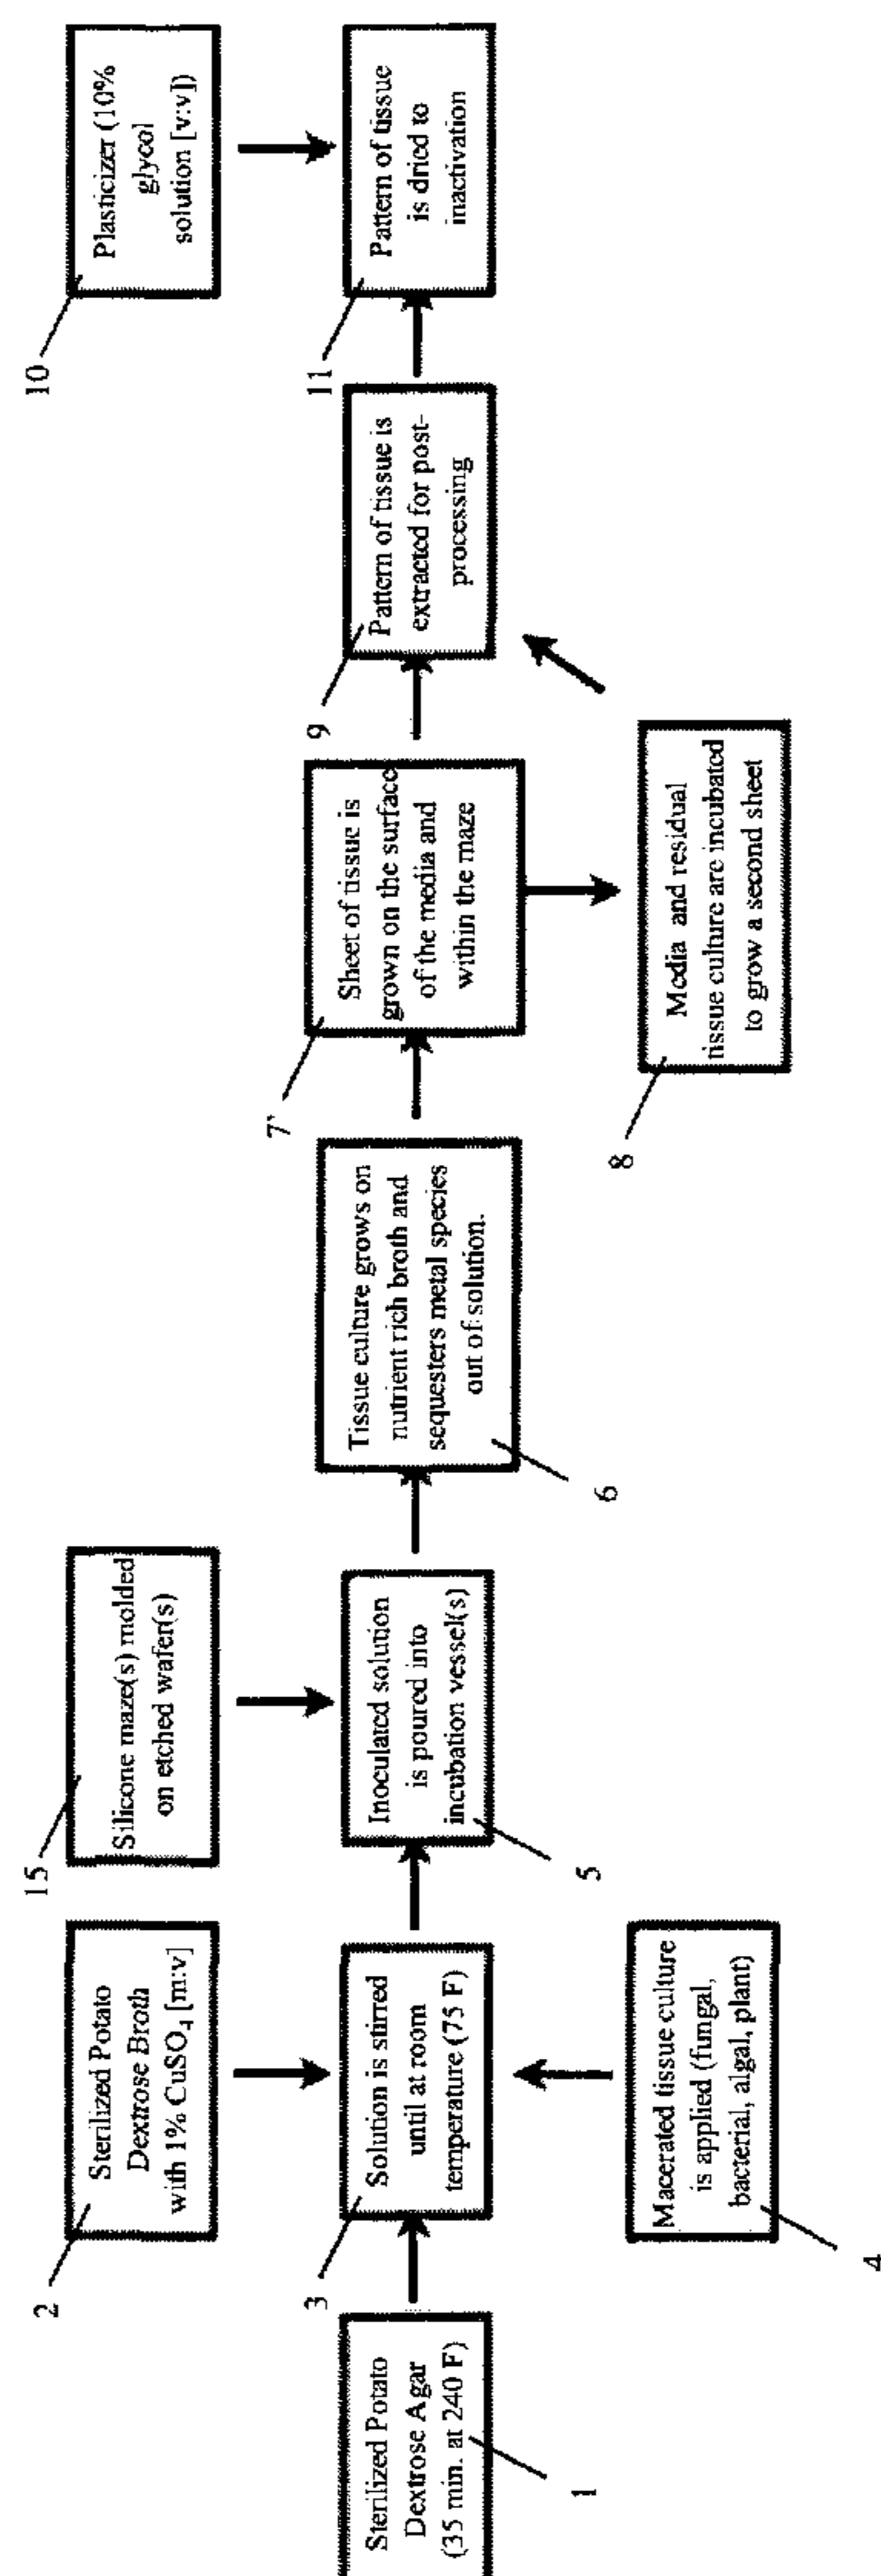 Sterilized Potato
Dextrose Agar
(35 min. at 240 F)
1
Sterilized Potato
Dextrose Broth
with 1% CuSO4 [m:v]
2
Solution is stirred
until at room
temperature (75 F)
3
Macerated tissue culture
is applied (fungal,
bacterial, algal, plant)
4
Silicone maze(s) molded
on etched wafer(s)
15
Inoculated solution
is poured into
incubation vessel(s)
5
Tissue culture grows on
nutrient rich broth and
sequesters metal species
out of solution.
6
Sheet of tissue is
grown on the surface
of the media and
within the maze
7'
Media and residual
tissue culture are incubated
to grow a second sheet
8
Pattern of tissue is
extracted for post-
processing
9
Plasticizer (10%
glycol
solution [v:v])
10
Pattern of tissue
is dried to
inactivation
11